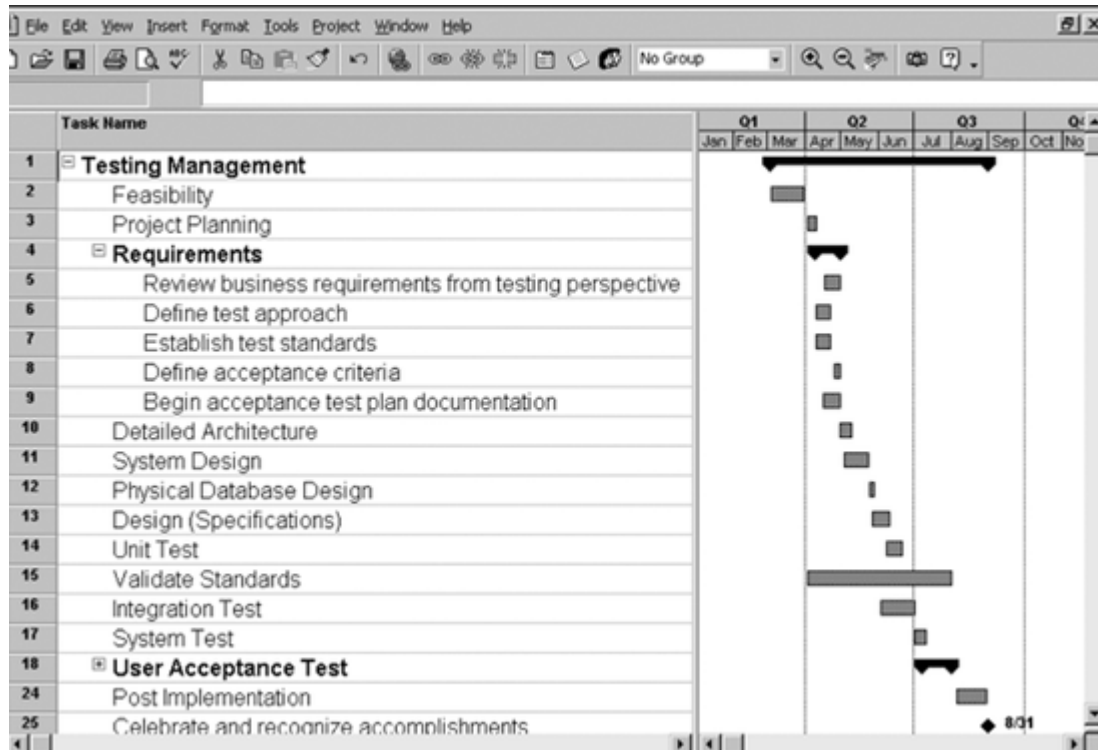 File Edit View Insert Format Tools Project Window Help
No Group
Task Name Q1 Q2 Q3
Jan Feb Mar Apr May Jun Jul Aug Sep Oct No
1 Testing Management
2 Feasibility
3 Project Planning
4 Requirements
5 Review business requirements from testing perspective
6 Define test approach
7 Establish test standards
8 Define acceptance criteria
9 Begin acceptance test plan documentation
10 Detailed Architecture
11 System Design
12 Physical Database Design
13 Design (Specifications)
14 Unit Test
15 Validate Standards
16 Integration Test
17 System Test
18 User Acceptance Test
24 Post Implementation
25 Celebrate and recognize accomplishments 8/31